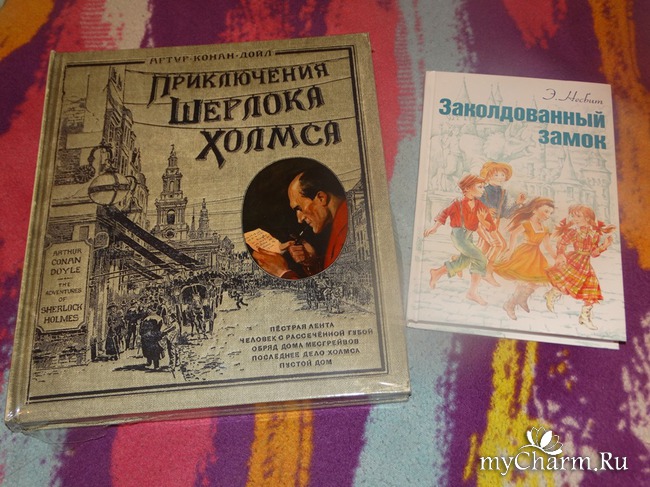 АРТУР·КОНАН·ДОЙЛ
ПРИКЛЮЧЕНИЯ
ШЕРЛОКА
ХОЛМСА
ARTHUR
CONAN
DOYLE
THE
ADVENTURES
OF
SHERLOCK
HOLMES
ПЁСТРАЯ ЛЕНТА
ЧЕЛОВЕК С РАССЕЧЁННОЙ ГУБОЙ
ОБРЯД ДОМА МЕСГРЕЙВОВ
ПОСЛЕДНЕЕ ДЕЛО ХОЛМСА
ПУСТОЙ ДОМ
Э. Несбит
Заколдованный
замок
myCharm.Ru